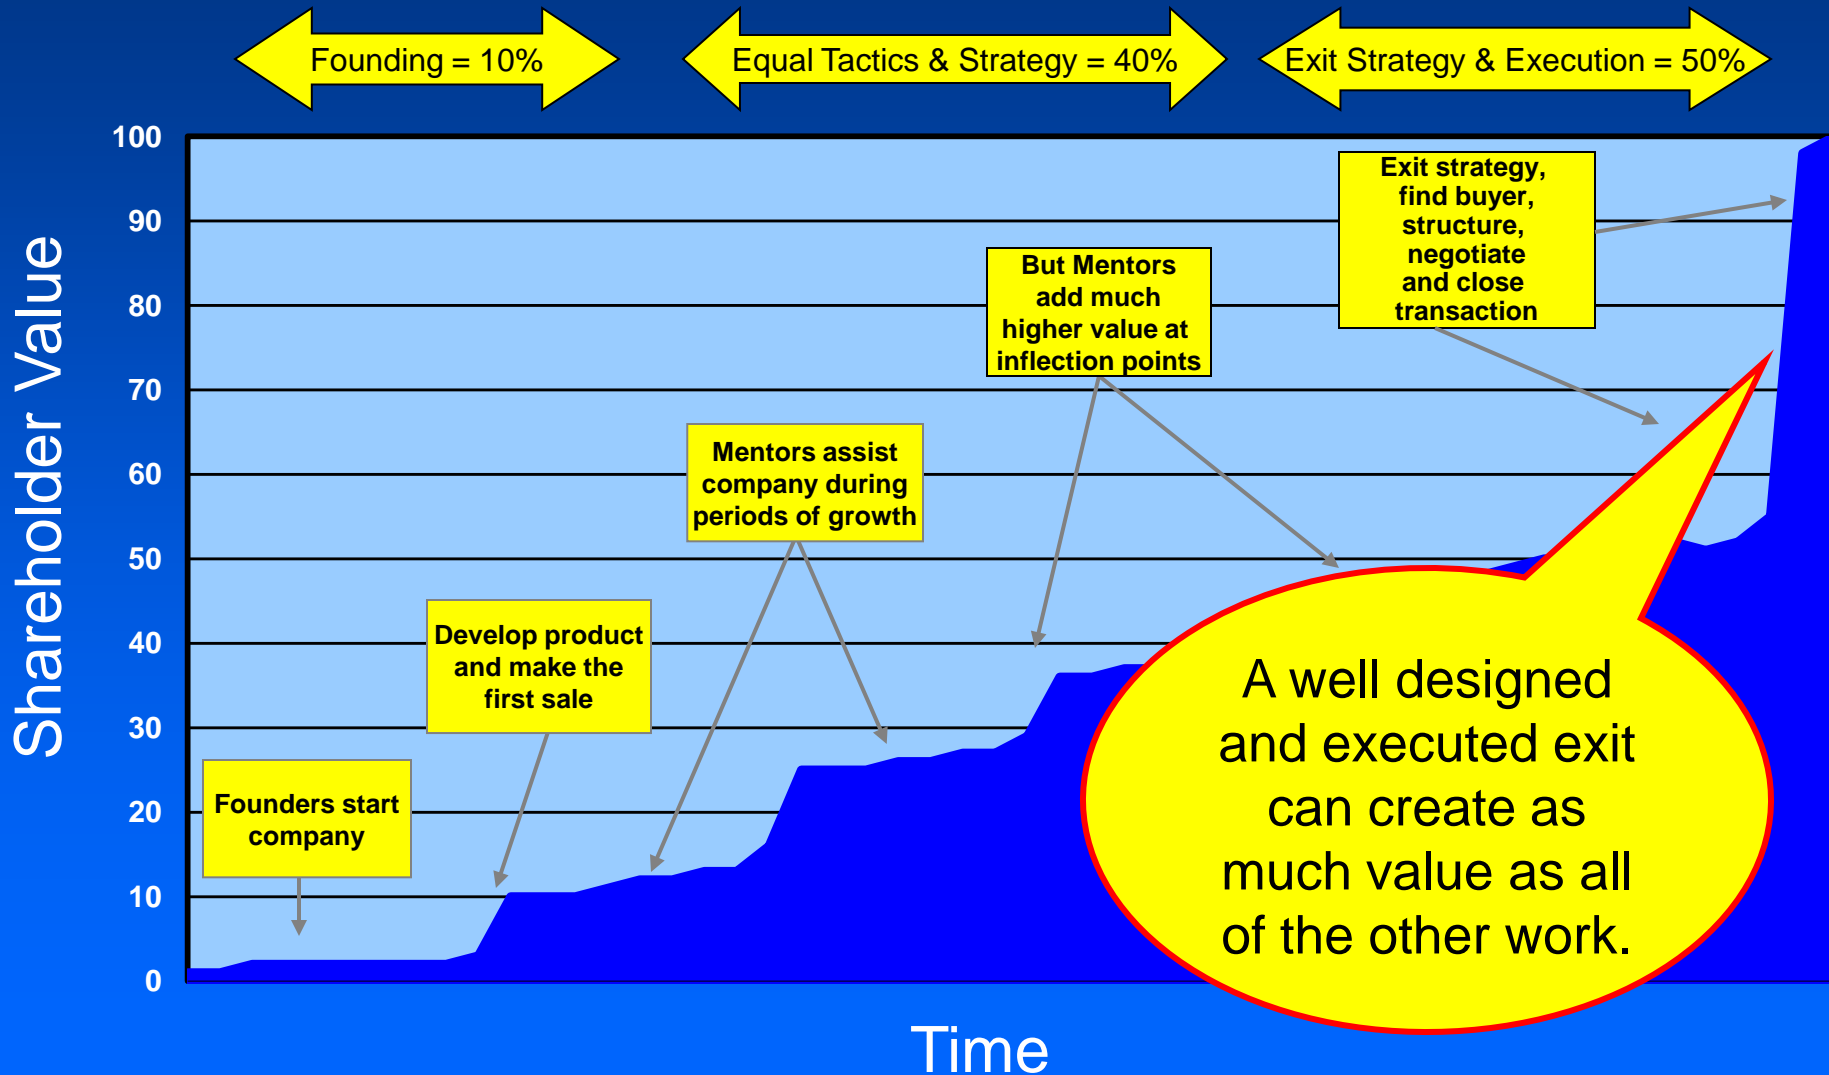 Founding = 10%
Equal Tactics & Strategy = 40%
Exit Strategy & Execution = 50%
Shareholder Value
100
90
80
70
60
50
40
30
20
10
0
Founders start
company
Develop product
and make the
first sale
Mentors assist
company during
periods of growth
But Mentors
add much
higher value at
inflection points
Exit strategy,
find buyer,
structure,
negotiate
and close
transaction
A well designed
and executed exit
can create as
much value as all
of the other work.
Time